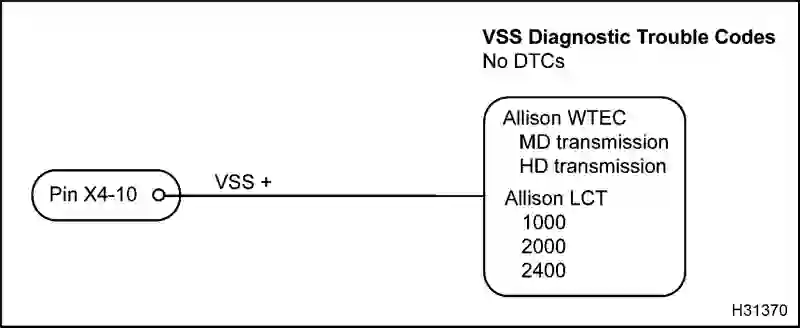 VSS Diagnostic Trouble Codes
No DTCs
Pin X4-10
VSS +
Allison WTEC
MD transmission
HD transmission
Allison LCT
1000
2000
2400
H31370